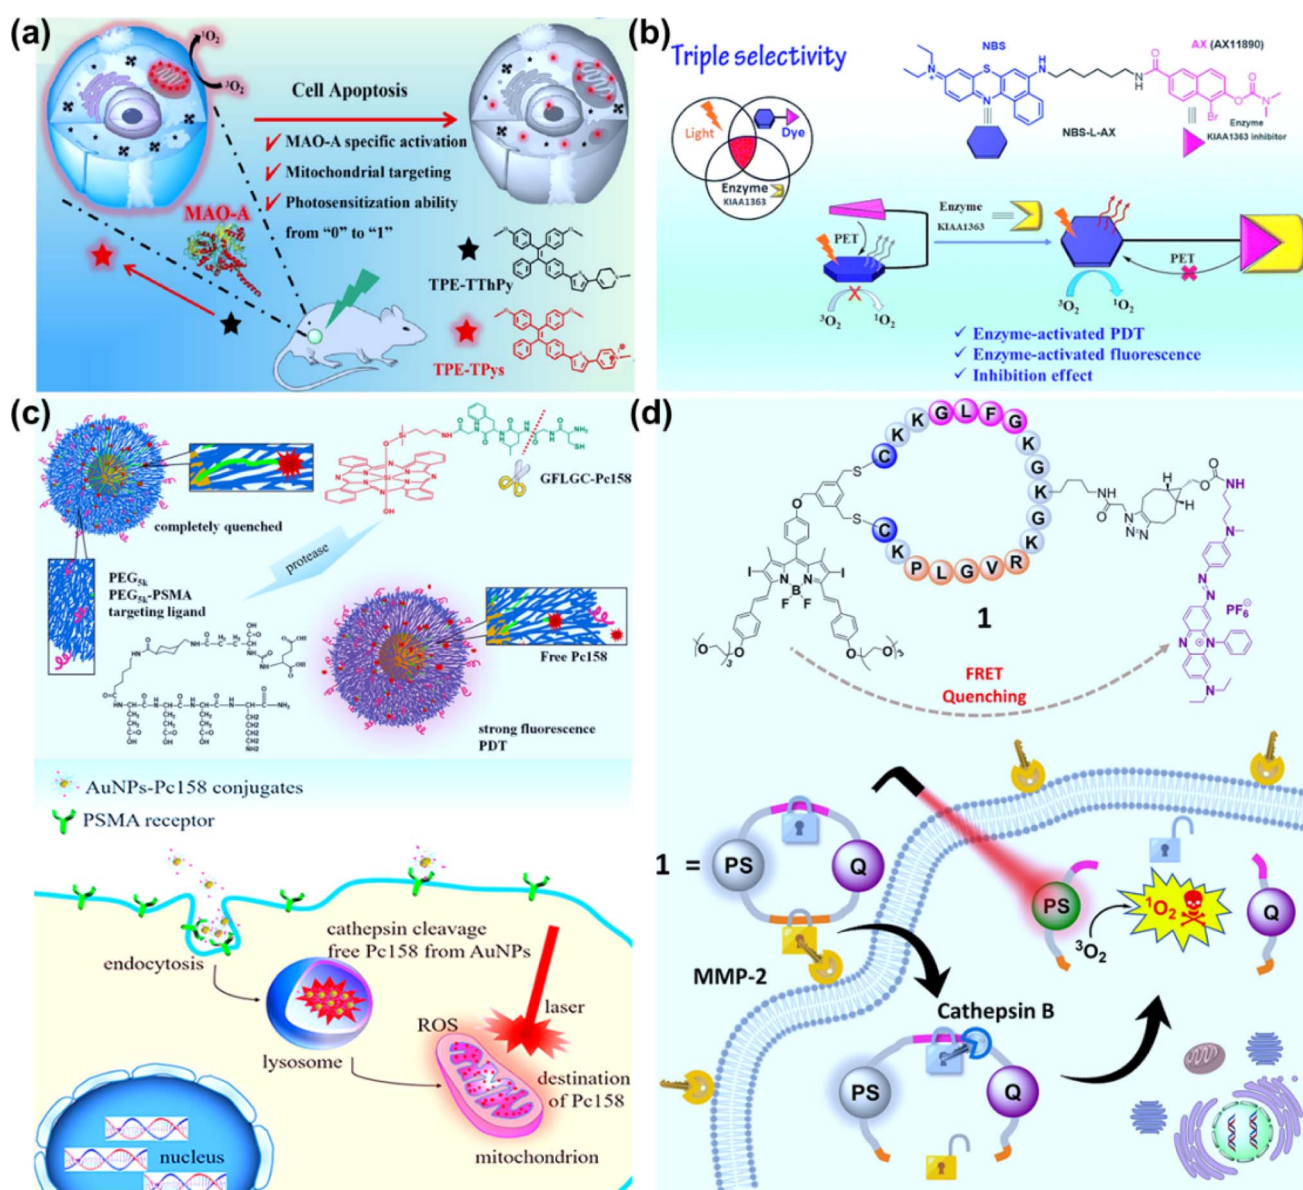 (a)
¹O₂
³O₂
Cell Apoptosis
MAO-A specific activation
Mitochondrial targeting
Photosensitization ability
from “0” to “1”
MAO-A
TPE-TThPy
TPE-TPys
(b)
Triple selectivity
Light
Dye
Enzyme
KIAA1363
NBS
AX (AX11890)
NBS-L-AX
Enzyme
KIAA1363 inhibitor
PET
³O₂
¹O₂
Enzyme
KIAA1363
PET
³O₂
¹O₂
✓ Enzyme-activated PDT
✓ Enzyme-activated fluorescence
✓ Inhibition effect
(c)
completely quenched
GFLGC-Pc158
protease
PEG₅ₖ
PEG₅ₖ-PSMA
targeting ligand
Free Pc158
strong fluorescence
PDT
AuNPs-Pc158 conjugates
PSMA receptor
endocytosis
cathepsin cleavage
free Pc158 from AuNPs
lysosome
laser
ROS
destination
of Pc158
mitochondrion
nucleus
(d)
C K K G L F G K G K G K R V G L P K C
PF₆⊖
1
FRET
Quenching
1 =
PS
Q
MMP-2
PS
¹O₂
³O₂
Q
Cathepsin B
PS
Q